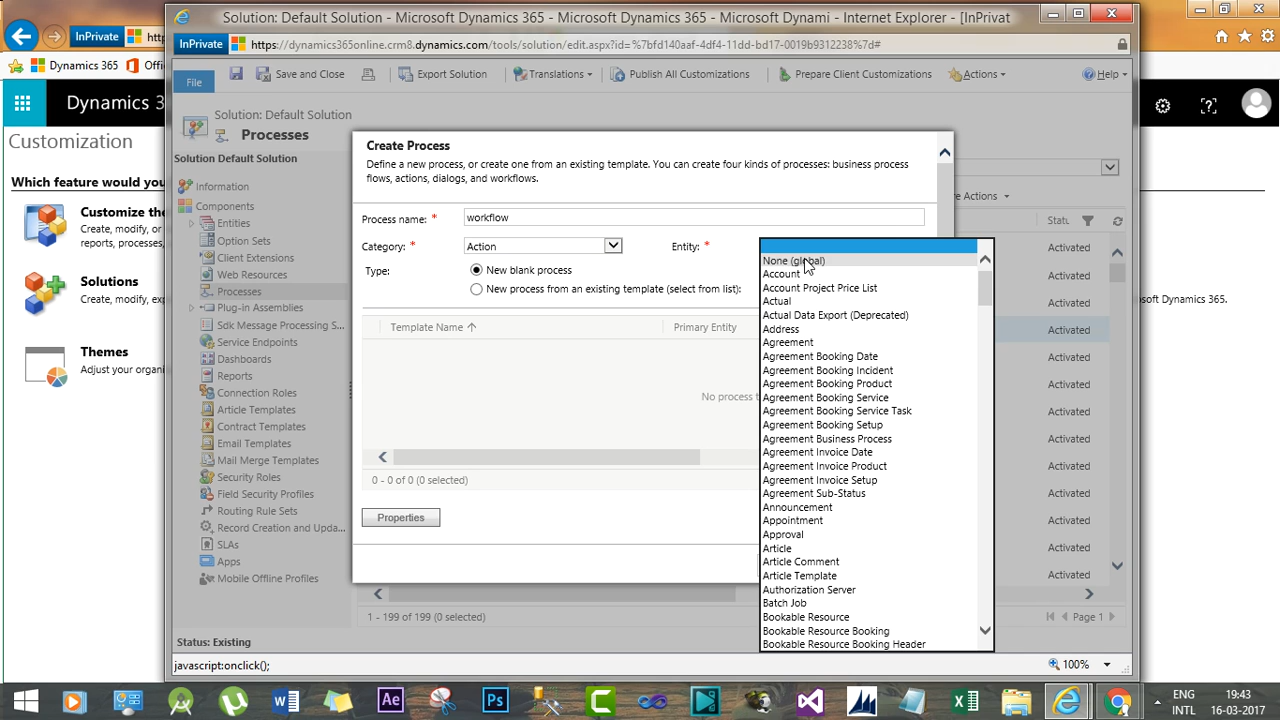 Solution: Default Solution - Microsoft Dynamics 365 - Microsoft Dynamics 365 - Microsoft Dynami - Internet Explorer - [InPrivat
InPrivate
InPrivate
https://dynamics365online.crm8.dynamics.com/tools/solution/edit.aspx?id=%7bfd140aaf-4df4-11dd-bd17-0019b9312238%7d#
Dynamics 365
Offi
File
Save and Close
Export Solution
Translations
Publish All Customizations
Prepare Client Customizations
Actions
Help
Dynamics 3
Customization
Which feature would you
Customize the
Create, modify, or
reports, processes,
Solutions
Create, modify, exp
Themes
Adjust your organi
osoft Dynamics 365.
Solution: Default Solution
Processes
Solution Default Solution
Information
Components
Entities
Option Sets
Client Extensions
Web Resources
Processes
Plug-in Assemblies
Sdk Message Processing S...
Service Endpoints
Dashboards
Reports
Connection Roles
Article Templates
Contract Templates
Email Templates
Mail Merge Templates
Security Roles
Field Security Profiles
Routing Rule Sets
Record Creation and Upda...
SLAs
Apps
Mobile Offline Profiles
Status: Existing
Create Process
Define a new process, or create one from an existing template. You can create four kinds of processes: business process
flows, actions, dialogs, and workflows.
Process name: * workflow
Category: * Action
Entity: *
Type: New blank process
New process from an existing template (select from list):
Template Name
Primary Entity
No process t
0 - 0 of 0 (0 selected)
Properties
None (global)
Account
Account Project Price List
Actual
Actual Data Export (Deprecated)
Address
Agreement
Agreement Booking Date
Agreement Booking Incident
Agreement Booking Product
Agreement Booking Service
Agreement Booking Service Task
Agreement Booking Setup
Agreement Business Process
Agreement Invoice Date
Agreement Invoice Product
Agreement Invoice Setup
Agreement Sub-Status
Announcement
Appointment
Approval
Article
Article Comment
Article Template
Authorization Server
Batch Job
Bookable Resource
Bookable Resource Booking
Bookable Resource Booking Header
re Actions
Activated
Activated
Activated
Activated
Activated
Activated
Activated
Activated
Activated
Activated
Activated
Activated
Activated
1 - 199 of 199 (0 selected)
Page 1
javascript:onclick();
100%
ENG
INTL
19:43
16-03-2017